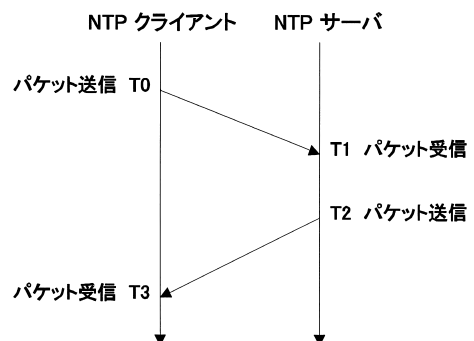 NTP クライアント
NTP サーバ
パケット送信 T0
T1 パケット受信
T2 パケット送信
パケット受信 T3